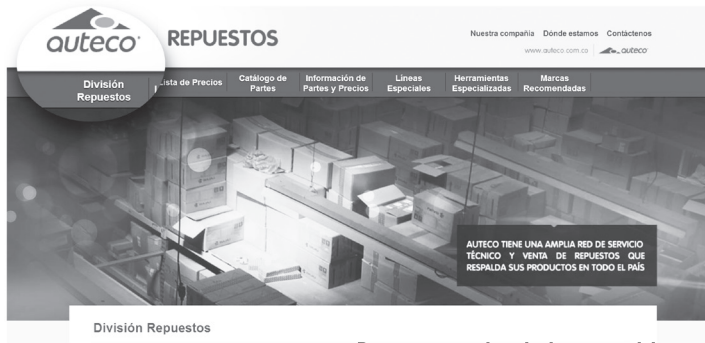 auteco
REPUESTOS
Nuestra compañia Dónde estamos Contáctenos
www.auteco.com.co auteco
División Repuestos
Lista de Precios
Catálogo de Partes
Información de Partes y Precios
Líneas Especiales
Herramientas Especializadas
Marcas Recomendadas
AUTECO TIENE UNA AMPLIA RED DE SERVICIO
TÉCNICO Y VENTA DE REPUESTOS QUE
RESPALDA SUS PRODUCTOS EN TODO EL PAÍS
División Repuestos